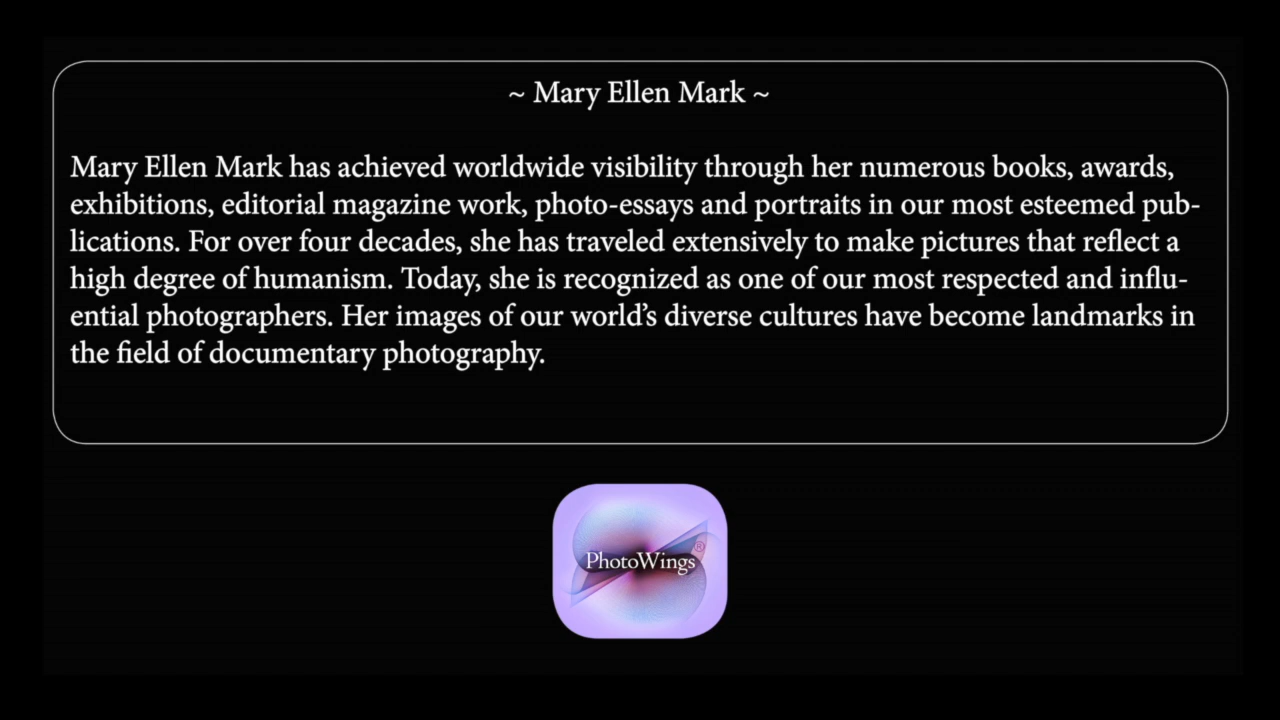 ~ Mary Ellen Mark ~
Mary Ellen Mark has achieved worldwide visibility through her numerous books, awards,
exhibitions, editorial magazine work, photo-essays and portraits in our most esteemed pub-
lications. For over four decades, she has traveled extensively to make pictures that reflect a
high degree of humanism. Today, she is recognized as one of our most respected and influ-
ential photographers. Her images of our world’s diverse cultures have become landmarks in
the field of documentary photography.
PhotoWings®